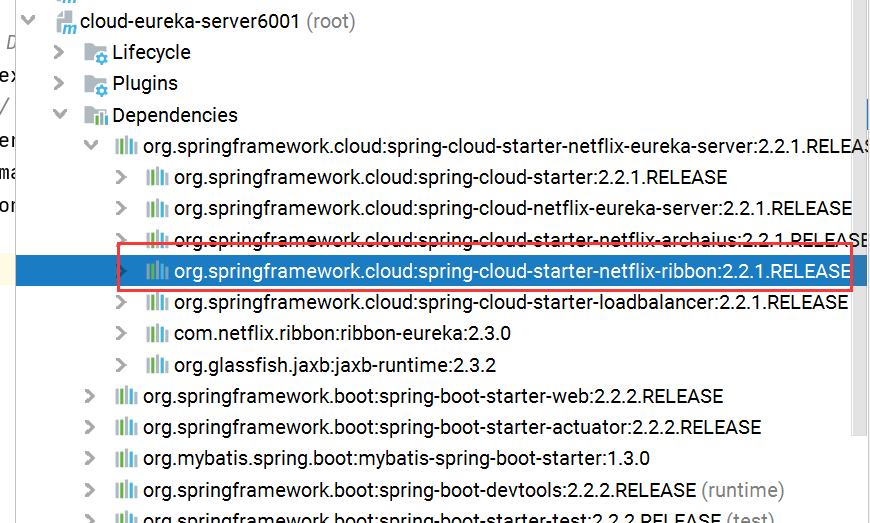 cloud-eureka-server6001 (root)
Lifecycle
Plugins
Dependencies
org.springframework.cloud:spring-cloud-starter-netflix-eureka-server:2.2.1.RELEAS
org.springframework.cloud:spring-cloud-starter:2.2.1.RELEASE
org.springframework.cloud:spring-cloud-netflix-eureka-server:2.2.1.RELEASE
org.springframework.cloud:spring-cloud-starter-netflix-archaius:2.2.1.RELEASE
org.springframework.cloud:spring-cloud-starter-netflix-ribbon:2.2.1.RELEASE
org.springframework.cloud:spring-cloud-starter-loadbalancer:2.2.1.RELEASE
com.netflix.ribbon:ribbon-eureka:2.3.0
org.glassfish.jaxb:jaxb-runtime:2.3.2
org.springframework.boot:spring-boot-starter-web:2.2.2.RELEASE
org.springframework.boot:spring-boot-starter-actuator:2.2.2.RELEASE
org.mybatis.spring.boot:mybatis-spring-boot-starter:1.3.0
org.springframework.boot:spring-boot-devtools:2.2.2.RELEASE (runtime)
org.springframework.boot:spring-boot-starter-test:2.2.2.RELEASE (test)